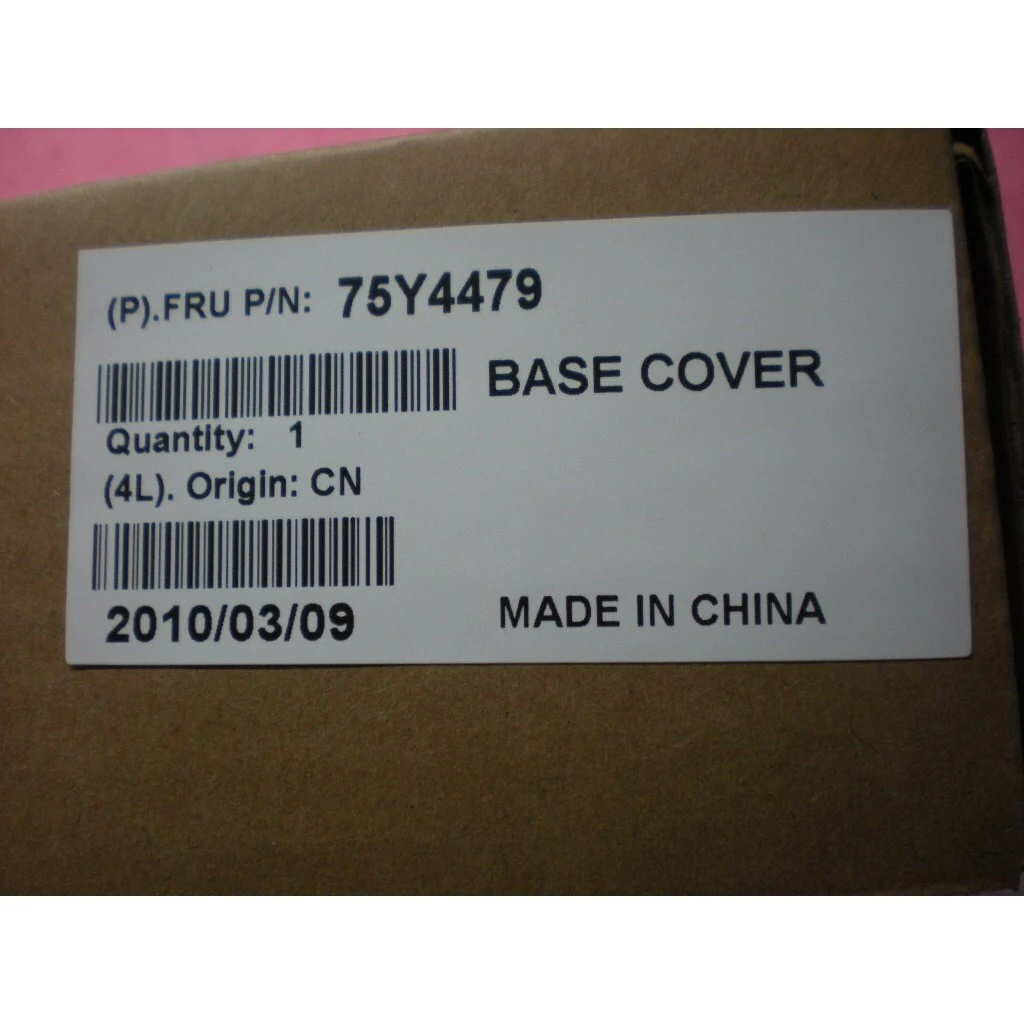 (P).FRU P/N: 75Y4479
BASE COVER
Quantity: 1
(4L). Origin: CN
2010/03/09
MADE IN CHINA